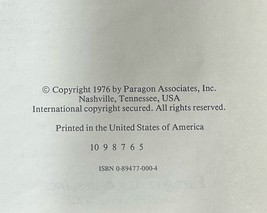 © Copyright 1976 by Paragon Associates, Inc.
Nashville, Tennessee, USA
International copyright secured. All rights reserved.
Printed in the United States of America
10 9 8 7 6 5
ISBN 0-89477-000-4